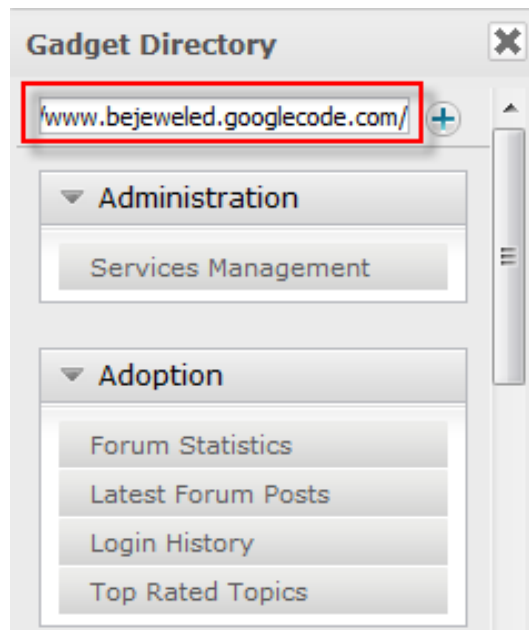 Gadget Directory
/www.bejeweled.googlecode.com/
Administration
Services Management
Adoption
Forum Statistics
Latest Forum Posts
Login History
Top Rated Topics